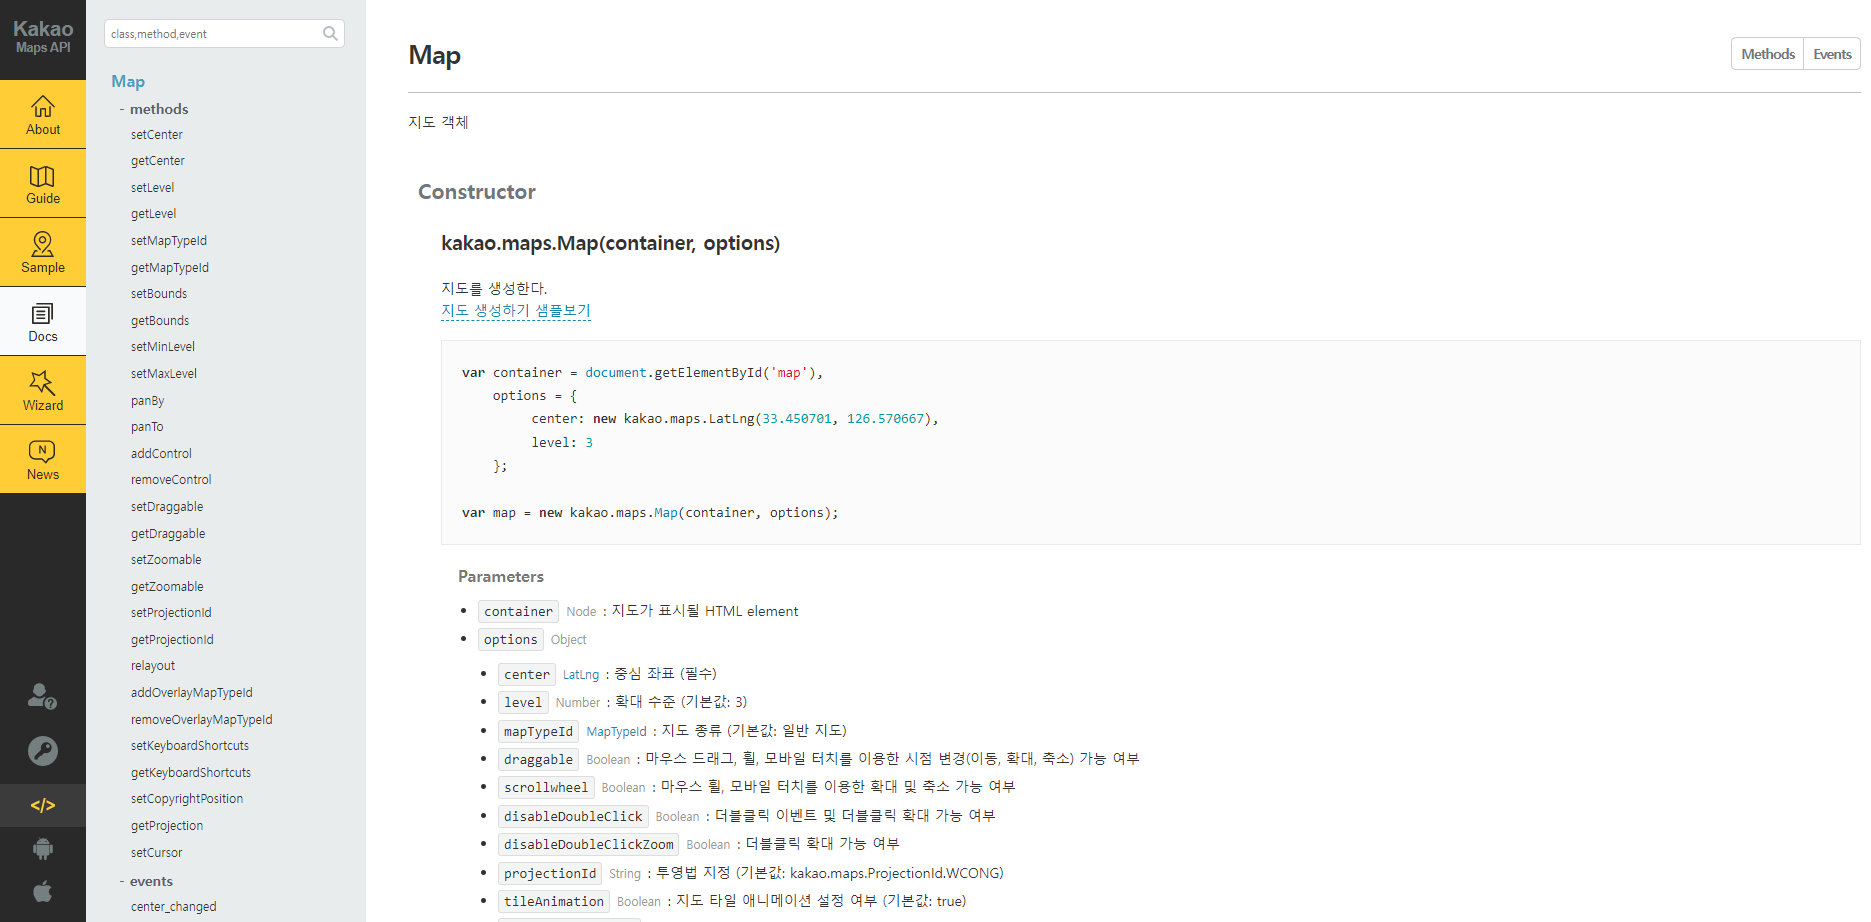 Kakao
Maps API
About
Guide
Sample
Docs
Wizard
N
News
?
</>
class,method,event
Map
- methods
setCenter
getCenter
setLevel
getLevel
setMapTypeId
getMapTypeId
setBounds
getBounds
setMinLevel
setMaxLevel
panBy
panTo
addControl
removeControl
setDraggable
getDraggable
setZoomable
getZoomable
setProjectionId
getProjectionId
relayout
addOverlayMapTypeId
removeOverlayMapTypeId
setKeyboardShortcuts
getKeyboardShortcuts
setCopyrightPosition
getProjection
setCursor
- events
center_changed
Map
Methods Events
지도 객체
Constructor
kakao.maps.Map(container, options)
지도를 생성한다.
지도 생성하기 샘플보기
var container = document.getElementById('map'),
options = {
center: new kakao.maps.LatLng(33.450701, 126.570667),
level: 3
};
var map = new kakao.maps.Map(container, options);
Parameters
• container Node : 지도가 표시될 HTML element
• options Object
• center LatLng : 중심 좌표 (필수)
• level Number : 확대 수준 (기본값: 3)
• mapTypeId MapTypeId : 지도 종류 (기본값: 일반 지도)
• draggable Boolean : 마우스 드래그, 휠, 모바일 터치를 이용한 시점 변경(이동, 확대, 축소) 가능 여부
• scrollwheel Boolean : 마우스 휠, 모바일 터치를 이용한 확대 및 축소 가능 여부
• disableDoubleClick Boolean : 더블클릭 이벤트 및 더블클릭 확대 가능 여부
• disableDoubleClickZoom Boolean : 더블클릭 확대 가능 여부
• projectionId String : 투영법 지정 (기본값: kakao.maps.ProjectionId.WCONG)
• tileAnimation Boolean : 지도 타일 애니메이션 설정 여부 (기본값: true)